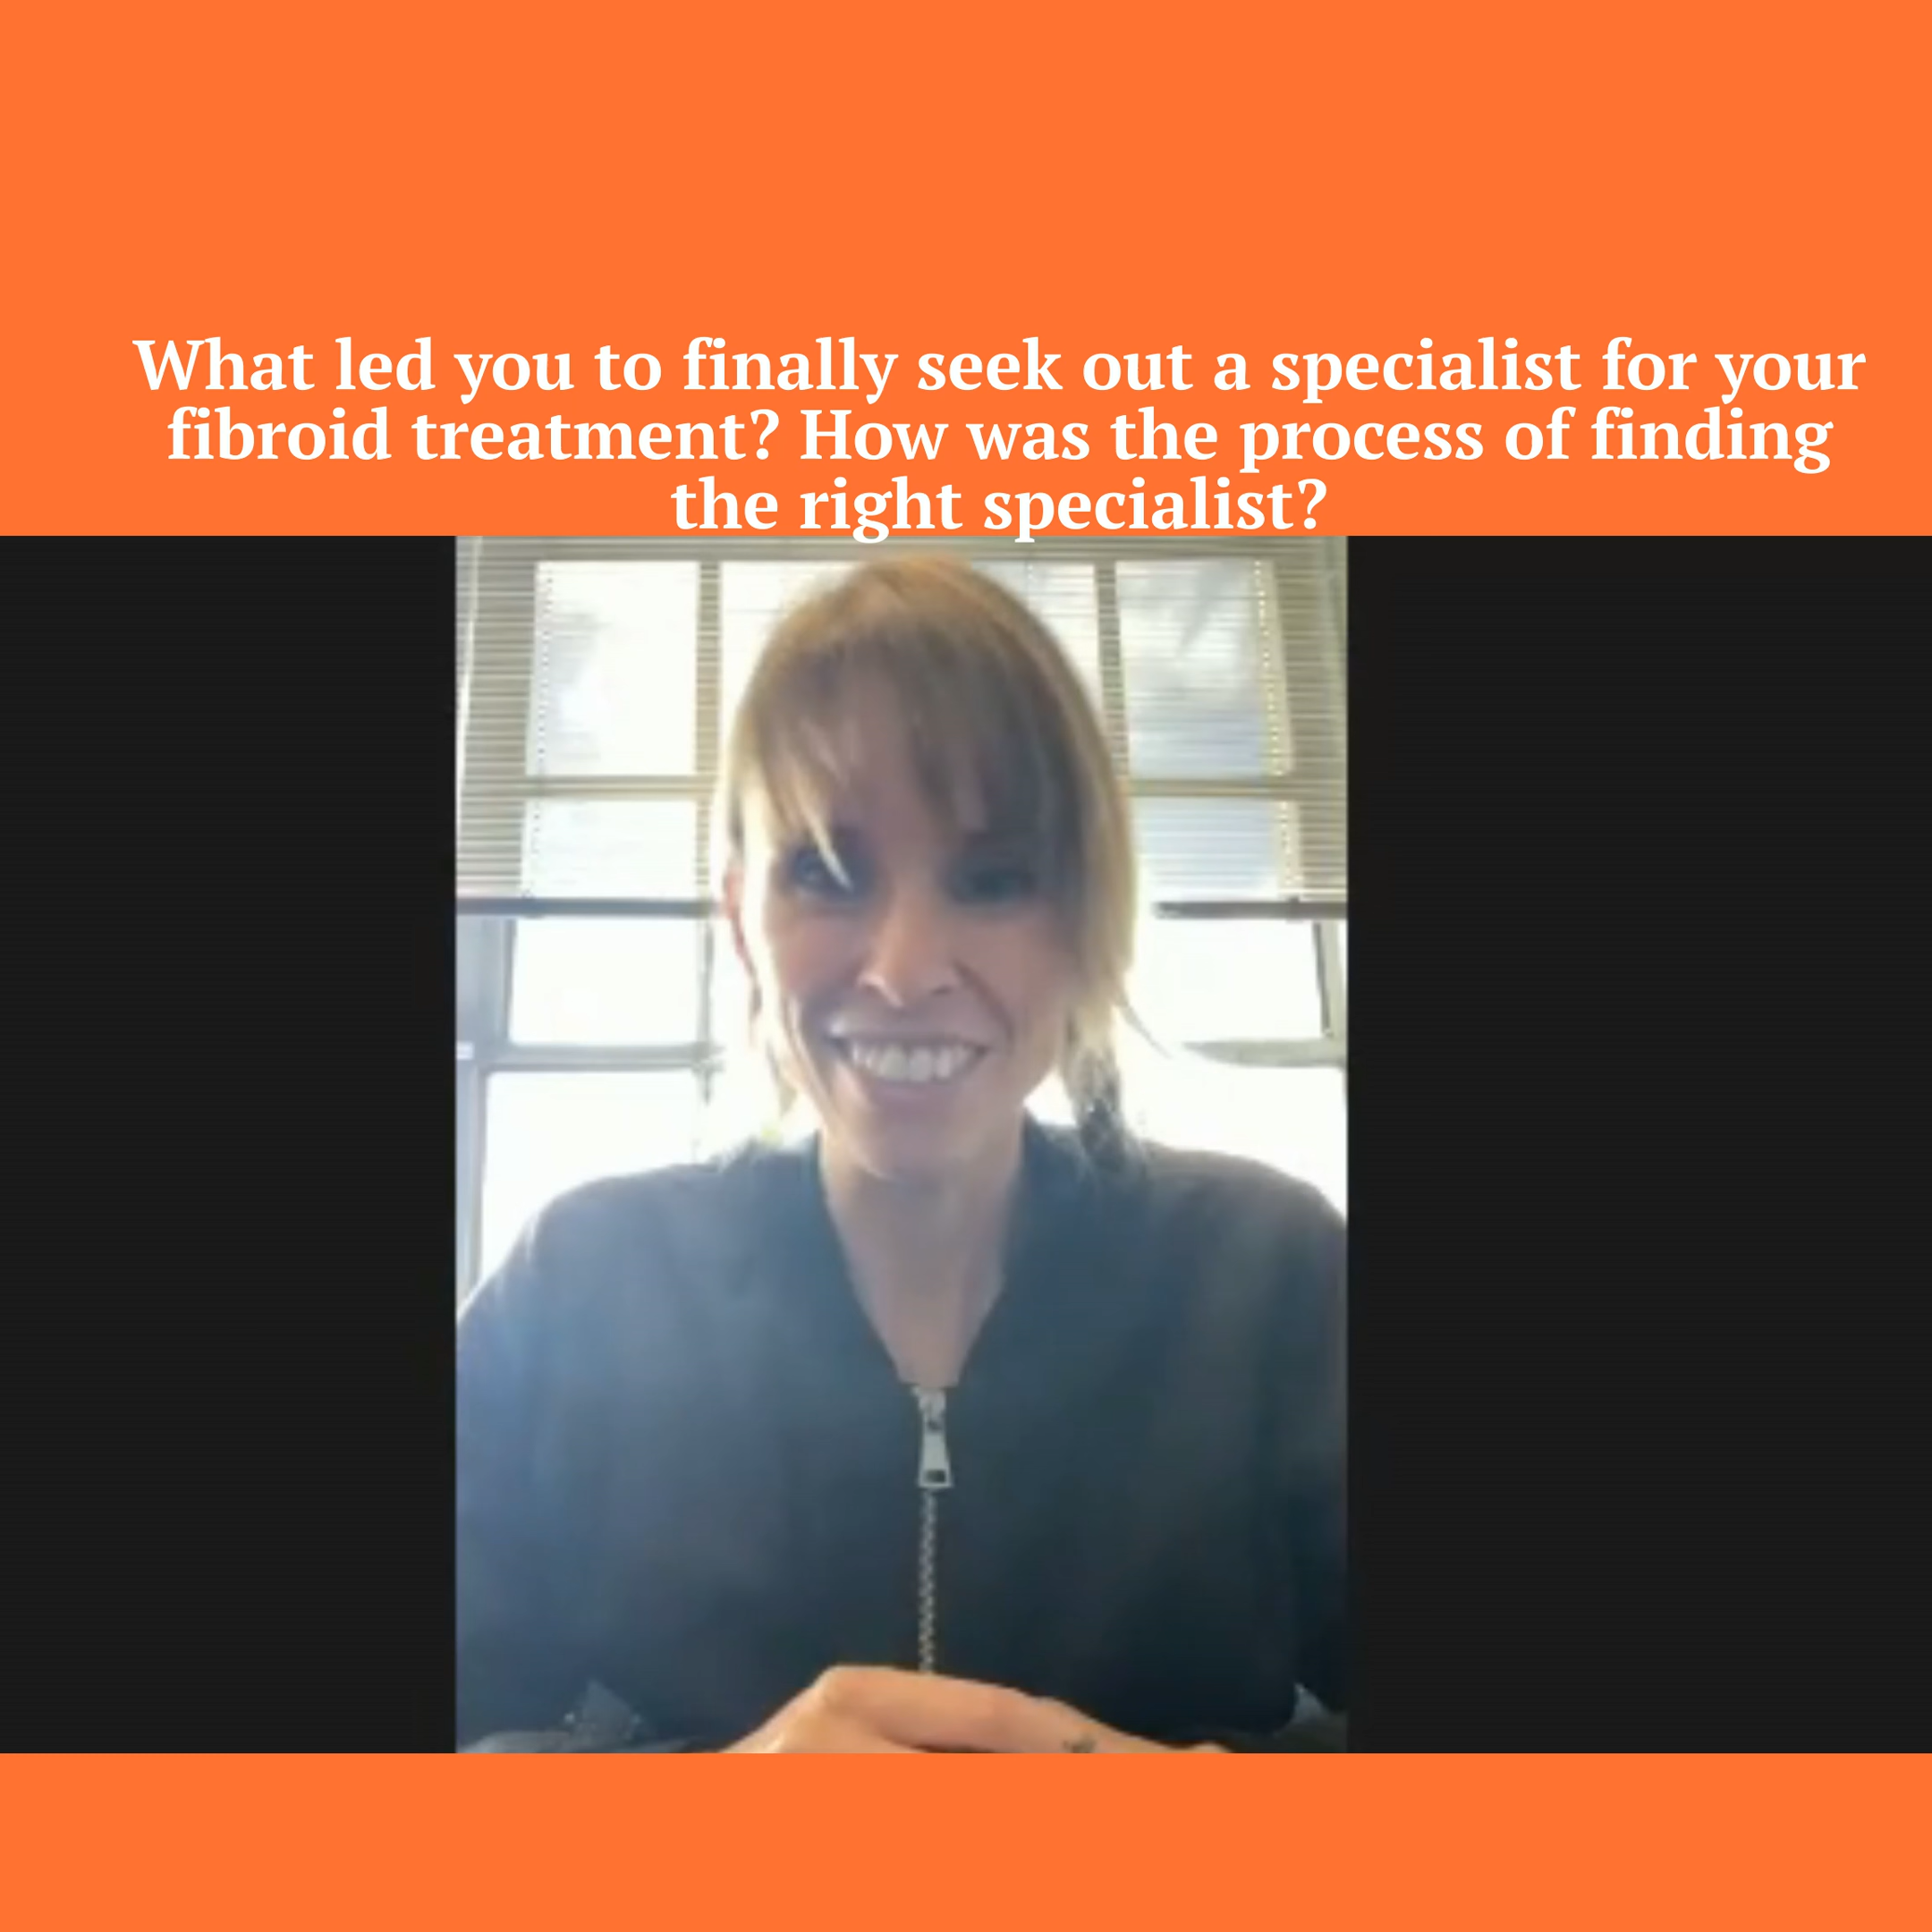 What led you to finally seek out a specialist for your
fibroid treatment? How was the process of finding
the right specialist?